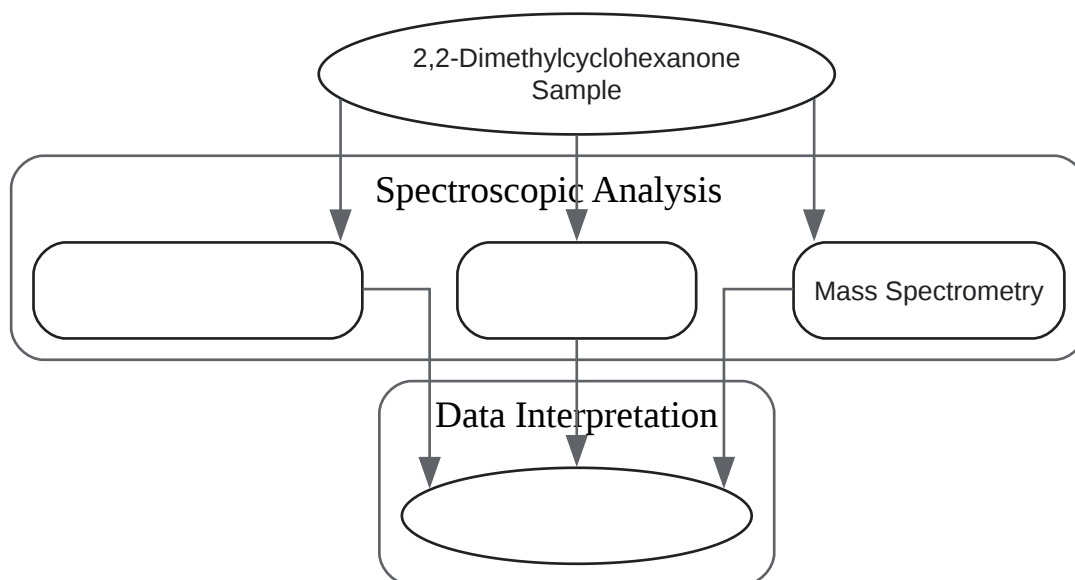 2,2-Dimethylcyclohexanone
Sample
Spectroscopic Analysis
Mass Spectrometry
Data Interpretation